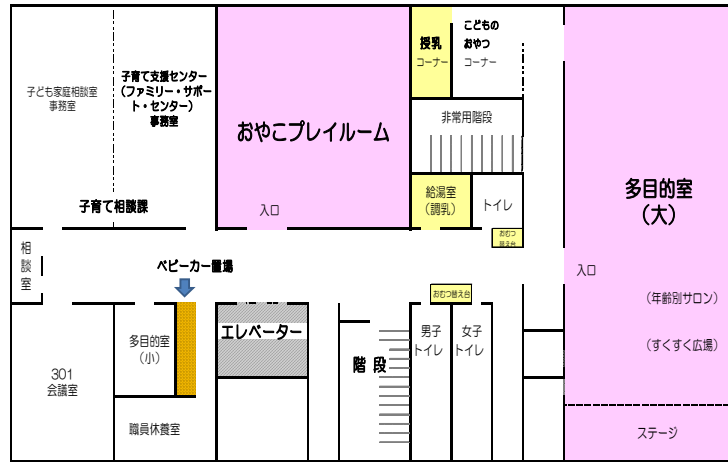 子ども家庭相談室
事務室
子育て支援センター
（ファミリー・サポー
ト・センター）
事務室
子育て相談課
おやこプレイルーム
入口
授乳
コーナー
こどもの
おやつ
コーナー
非常用階段
給湯室
（調乳）
トイレ
おむつ
替え台
多目的室
（大）
入口
（年齢別サロン）
（すくすく広場）
ステージ
相
談
室
ベビーカー置場
おむつ替え台
301
会議室
多目的室
（小）
職員休養室
エレベーター
階 段
男子
トイレ
女子
トイレ